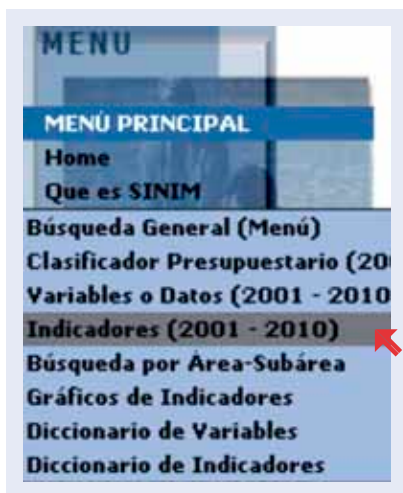 MENU
MENÚ PRINCIPAL
Home
Que es SINIM
Búsqueda General (Menú)
Clasificador Presupuestario (20
Variables o Datos (2001 - 2010
Indicadores (2001 - 2010)
Búsqueda por Área-Subárea
Gráficos de Indicadores
Diccionario de Variables
Diccionario de Indicadores